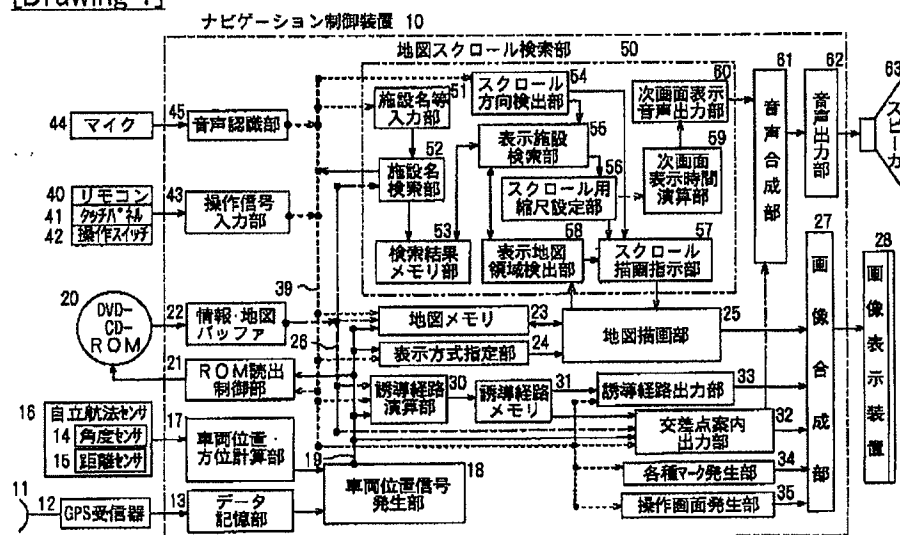 [Drawing 1]
ナビゲーション制御装置 10
地図スクロール検索部 50
44 マイク
45 音声認識部
40 リモコン
41 タッチパネル
42 操作スイッチ
43 操作信号
入力部
施設名等
入力部 51
52 施設名
検索部
53 検索結果
メモリ部
スクロール
方向検出部 54
表示施設
検索部 55
56 スクロール用
縮尺設定部
58 表示地図
領域検出部
57 スクロール
描画指示部
次画面表示
音声出力部 60
59 次画面
表示時間
演算部
61 音声合成部
62 音声出力部
63 スピーカ
20 DVD-
CD-
ROM
22 情報・地図
バッファ
21 ROM読出
制御部
39
26
地図メモリ 23
表示方式指定部 24
地図描画部 25
27 画像合成部
28 画像表示装置
誘導経路
演算部 30
誘導経路
メモリ 31
誘導経路出力部 33
交差点案内
出力部 32
各種マーク発生部 34
操作画面発生部 35
16 自立航法センサ
14 角度センサ
15 距離センサ
17 車両位置・
方位計算部
19
車両位置信号
発生部 18
11
12 GPS受信器
13 データ
記憶部